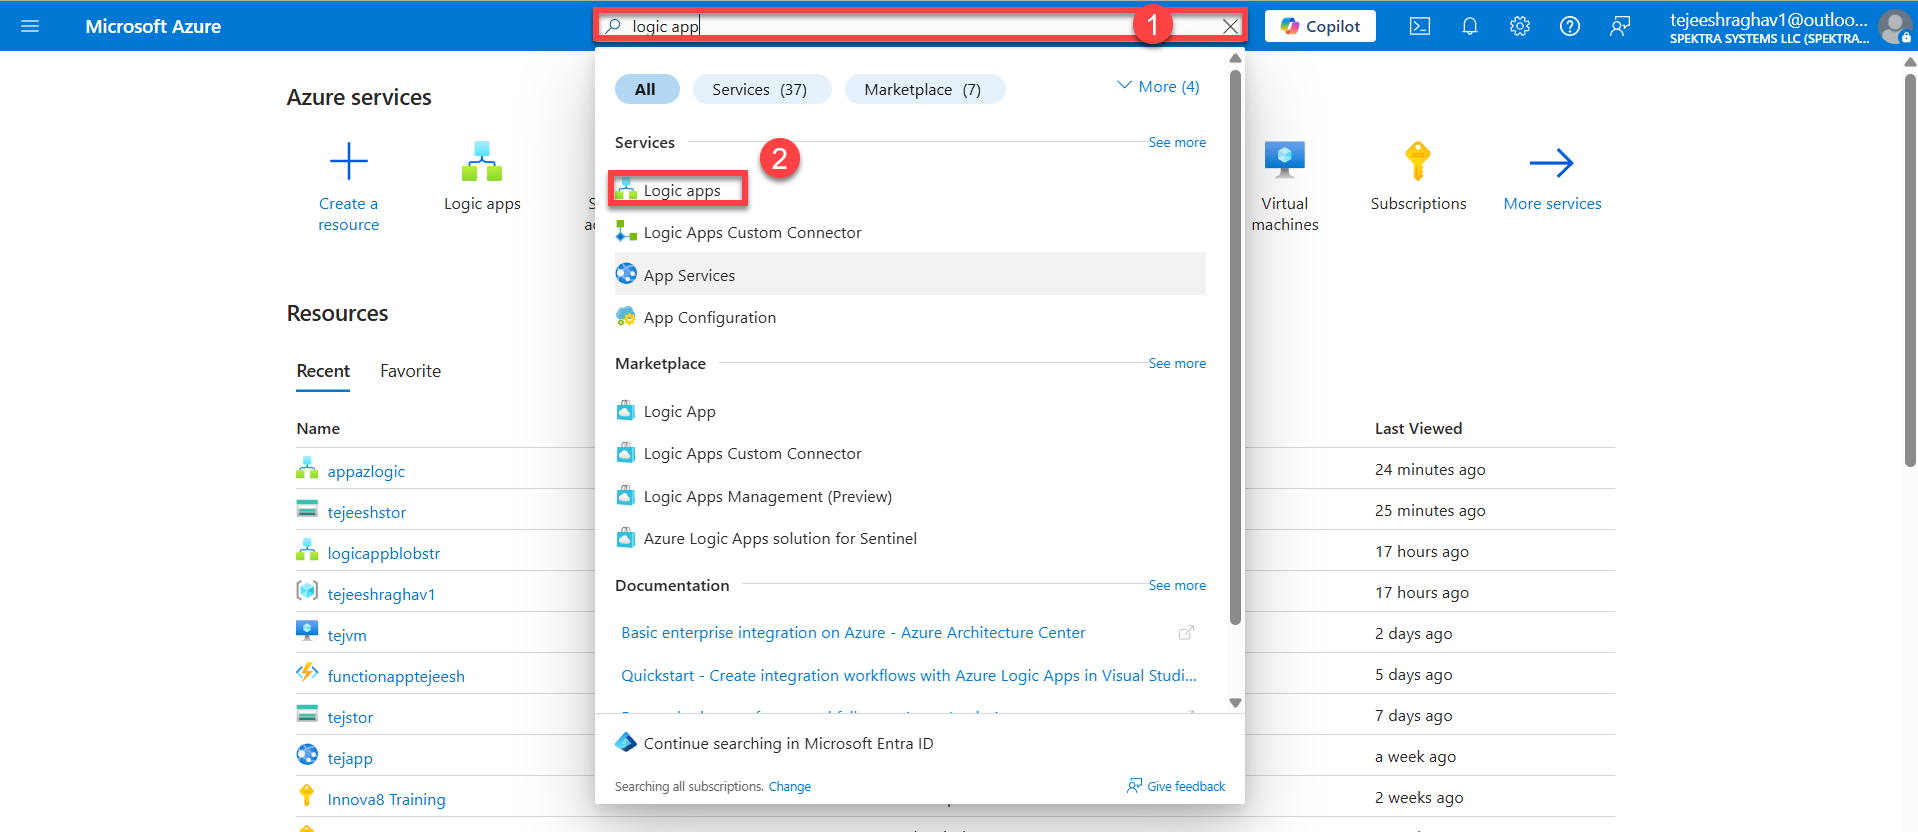 Microsoft Azure
logic app
1
Copilot
tejeeshraghav1@outloo...
SPEKTRA SYSTEMS LLC (SPEKTRA...
Azure services
Create a
resource
Logic apps
Virtual
machines
Subscriptions
More services
All
Services (37)
Marketplace (7)
More (4)
Services
See more
2
Logic apps
Logic Apps Custom Connector
App Services
App Configuration
Marketplace
See more
Logic App
Logic Apps Custom Connector
Logic Apps Management (Preview)
Azure Logic Apps solution for Sentinel
Documentation
See more
Basic enterprise integration on Azure - Azure Architecture Center
Quickstart - Create integration workflows with Azure Logic Apps in Visual Studi...
Continue searching in Microsoft Entra ID
Searching all subscriptions. Change
Give feedback
Resources
Recent
Favorite
Name
Last Viewed
appazlogic
24 minutes ago
tejeeshstor
25 minutes ago
logicappblobstr
17 hours ago
tejeeshraghav1
17 hours ago
tejvm
2 days ago
functionapptejeesh
5 days ago
tejstor
7 days ago
tejapp
a week ago
Innova8 Training
2 weeks ago